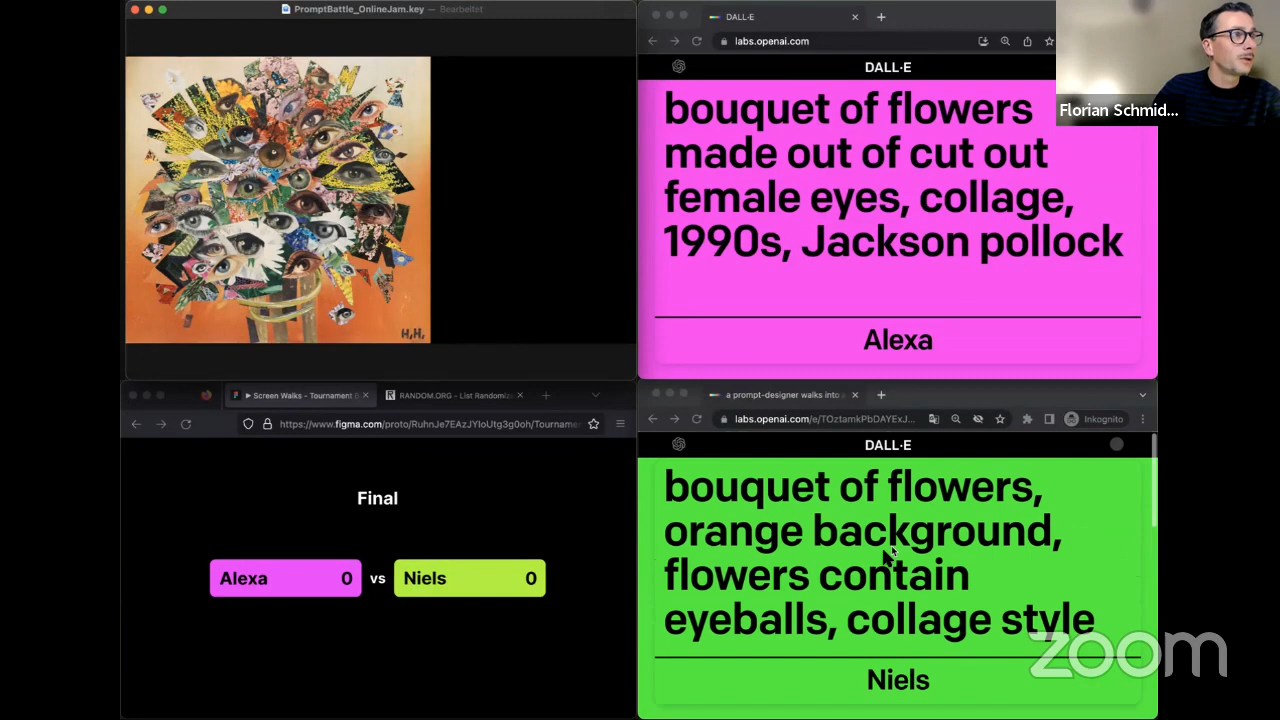 PromptBattle_OnlineJam.key — Bearbeitet
H.H.
DALL·E
labs.openai.com
DALL·E
bouquet of flowers
made out of cut out
female eyes, collage,
1990s, Jackson pollock
Alexa
Florian Schmid...
Screen Walks - Tournament
RANDOM.ORG - List Randomiz
https://www.figma.com/proto/RuhnJe7EAzJYIoUtg3g0oh/Tourname
Final
Alexa 0 vs Niels 0
a prompt-designer walks into
labs.openai.com/e/TOztamkPbDAYExJ...
Inkognito
DALL·E
bouquet of flowers,
orange background,
flowers contain
eyeballs, collage style
Niels
zoom